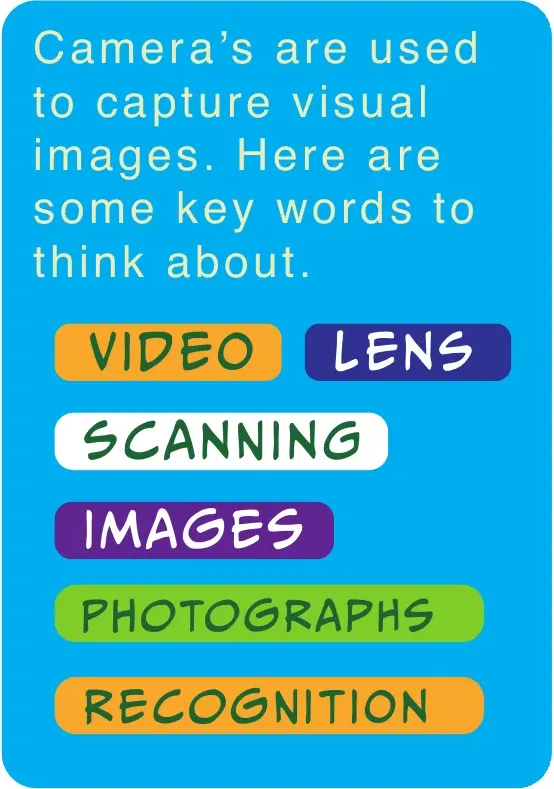 Camera’s are used
to capture visual
images. Here are
some key words to
think about.
VIDEO LENS
SCANNING
IMAGES
PHOTOGRAPHS
RECOGNITION